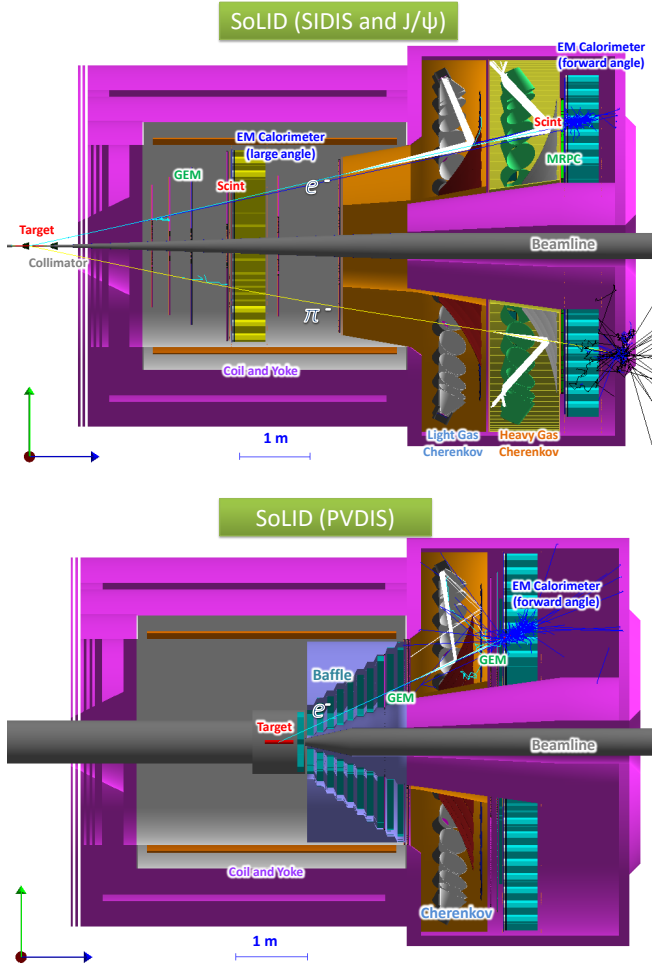 SoLID (SIDIS and J/ψ)
EM Calorimeter
(forward angle)
EM Calorimeter
(large angle)
Scint
GEM
MRPC
Scint
e-
Target
Beamline
Collimator
π-
Coil and Yoke
1 m
Light Gas
Cherenkov
Heavy Gas
Cherenkov
SoLID (PVDIS)
EM Calorimeter
(forward angle)
Baffle
GEM
GEM
e-
Target
Beamline
Coil and Yoke
Cherenkov
1 m